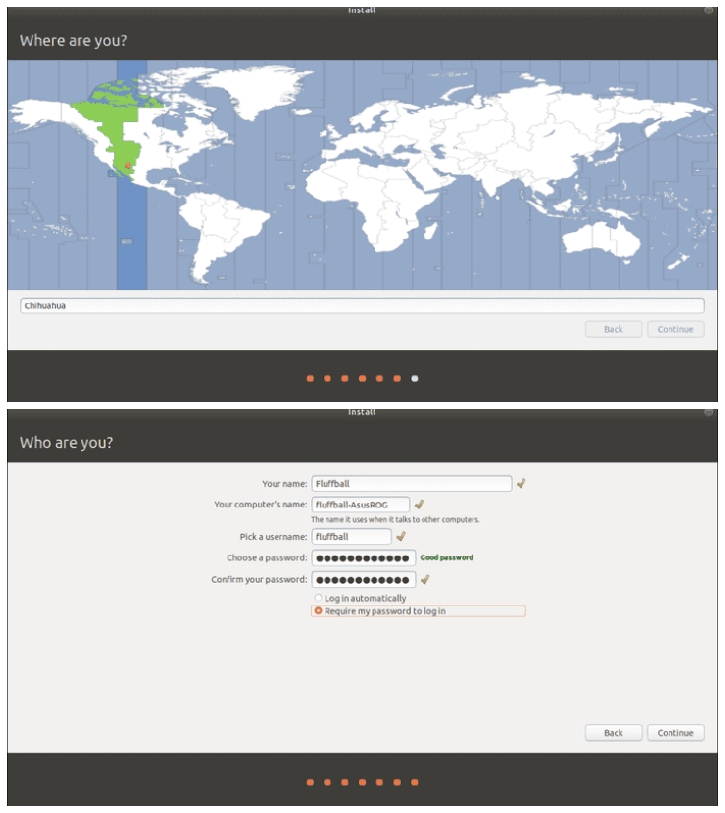 Install
Where are you?
Chihuahua
Back
Continue
Install
Who are you?
Your name: Fluffball
Your computer's name: fluffball-AsusROG
The name it uses when it talks to other computers.
Pick a username: fluffball
Choose a password: ●●●●●●●●●●●● Good password
Confirm your password: ●●●●●●●●●●●●
Log in automatically
Require my password to log in
Back
Continue